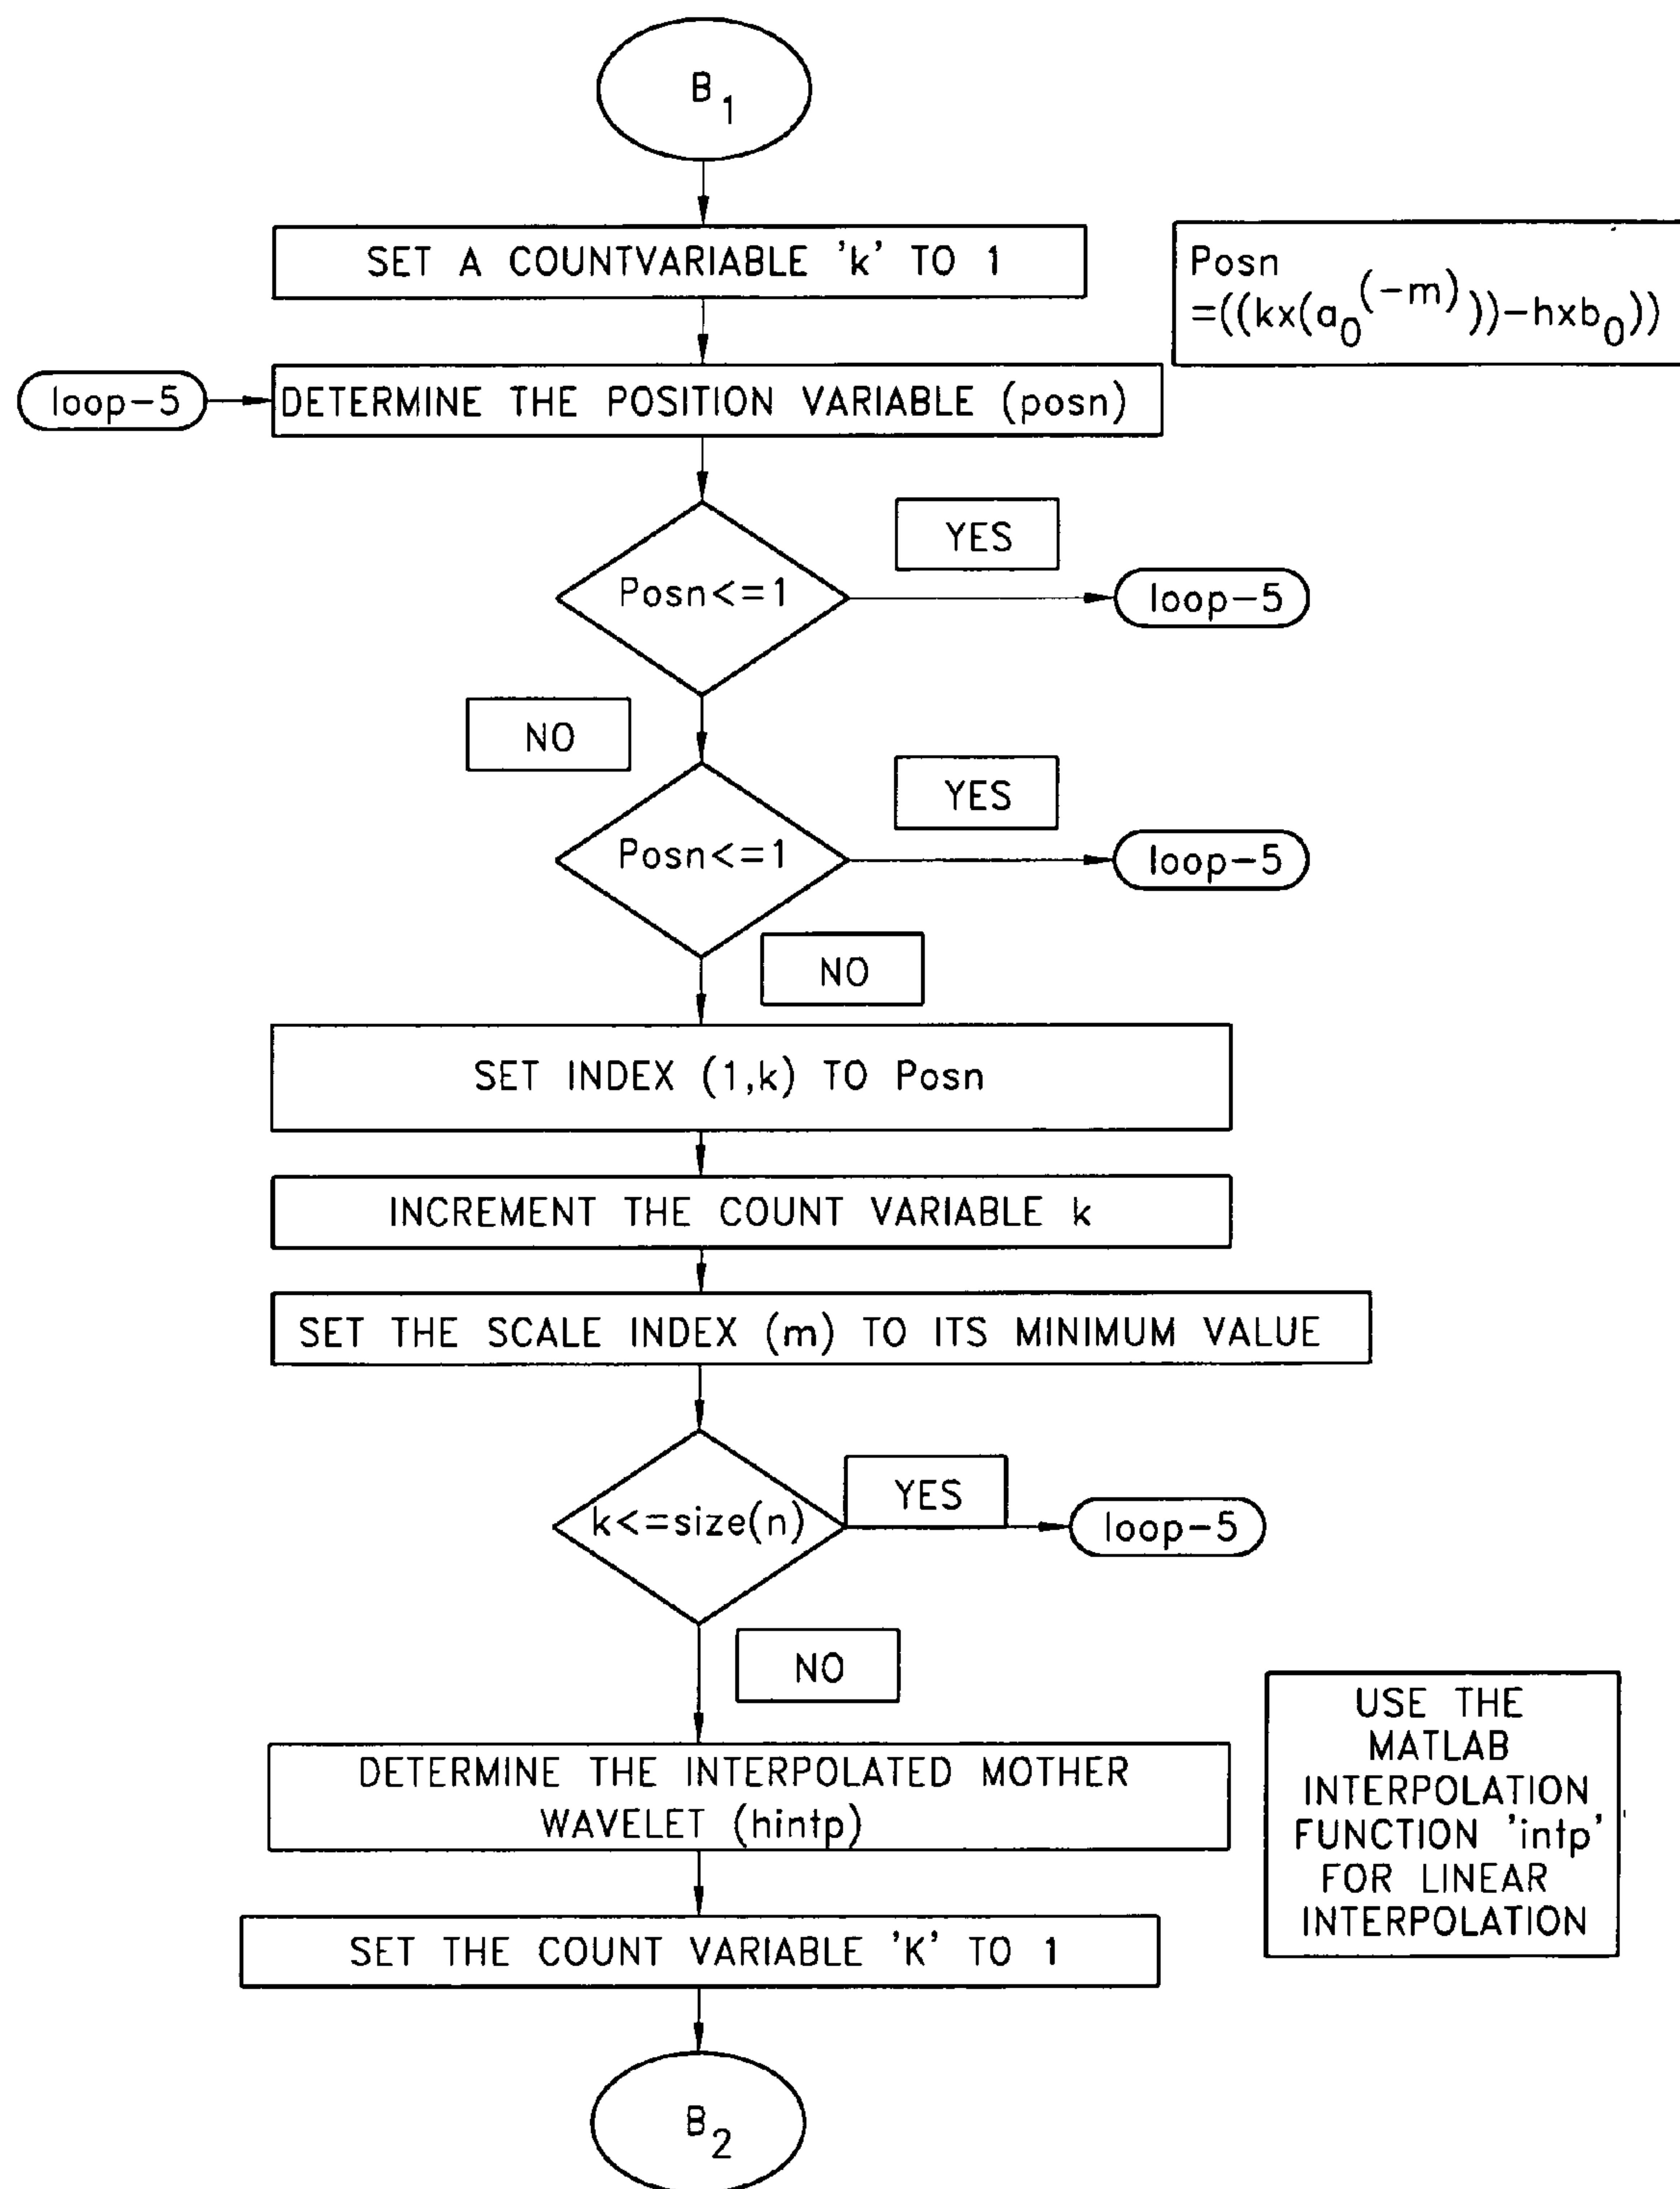 B1
SET A COUNTVARIABLE 'k' TO 1
Posn
=((kx(a0(-m)))-hxb0))
loop-5
DETERMINE THE POSITION VARIABLE (posn)
YES
Posn<=1
loop-5
NO
YES
Posn<=1
loop-5
NO
SET INDEX (1,k) TO Posn
INCREMENT THE COUNT VARIABLE k
SET THE SCALE INDEX (m) TO ITS MINIMUM VALUE
YES
k<=size(n)
loop-5
NO
DETERMINE THE INTERPOLATED MOTHER
WAVELET (hintp)
USE THE
MATLAB
INTERPOLATION
FUNCTION 'intp'
FOR LINEAR
INTERPOLATION
SET THE COUNT VARIABLE 'K' TO 1
B2